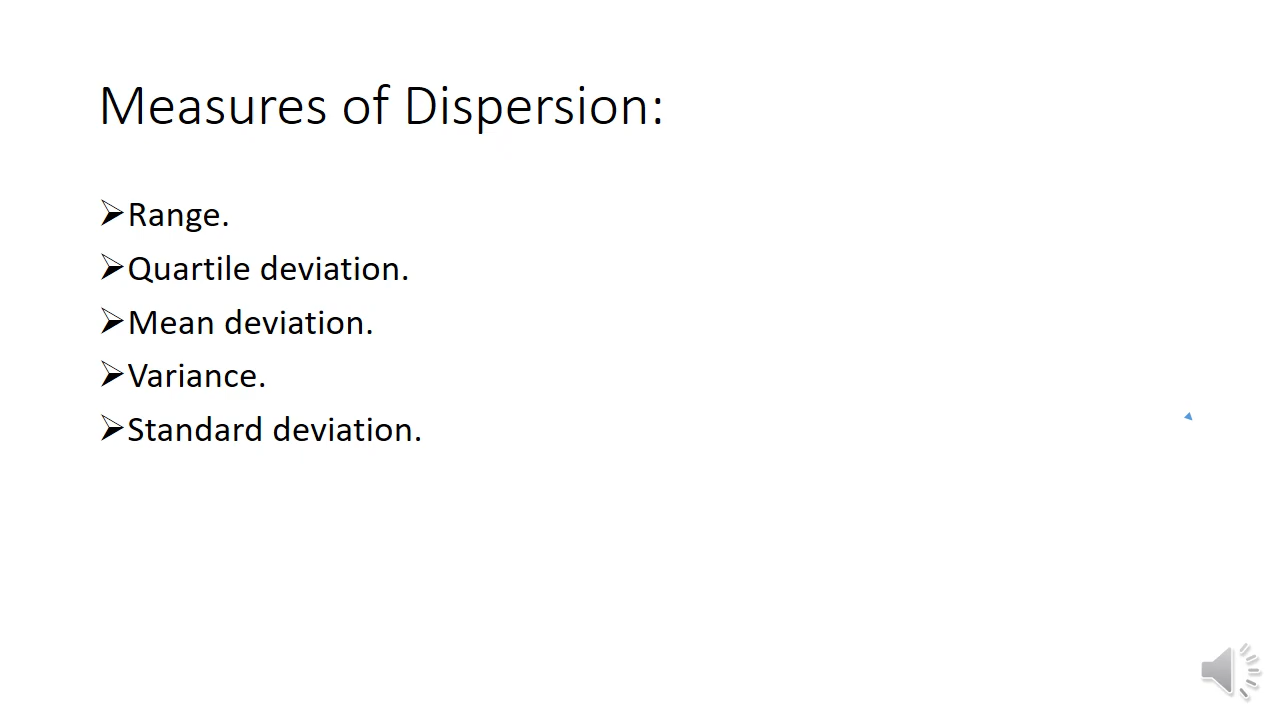 Measures of Dispersion:
➢Range.
➢Quartile deviation.
➢Mean deviation.
➢Variance.
➢Standard deviation.